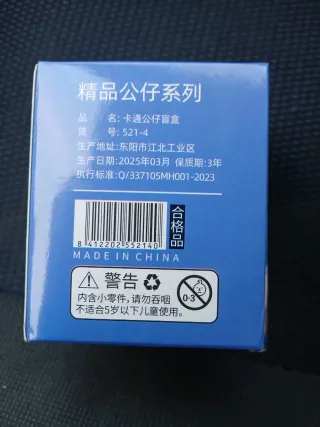 精品公仔系列
品 名: 卡通公仔盲盒
货 号: 521-4
生产地址: 东阳市江北工业区
生产日期: 2025年03月 保质期: 3年
执行标准: Q/337105MH001-2023
合格品
8412202552140
MADE IN CHINA
警告
0-3
内含小零件，请勿吞咽
不适合5岁以下儿童使用。